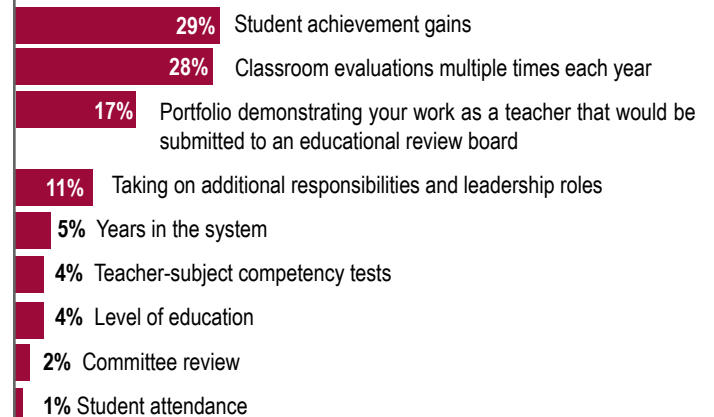 29% Student achievement gains
28% Classroom evaluations multiple times each year
17% Portfolio demonstrating your work as a teacher that would be
submitted to an educational review board
11% Taking on additional responsibilities and leadership roles
5% Years in the system
4% Teacher-subject competency tests
4% Level of education
2% Committee review
1% Student attendance